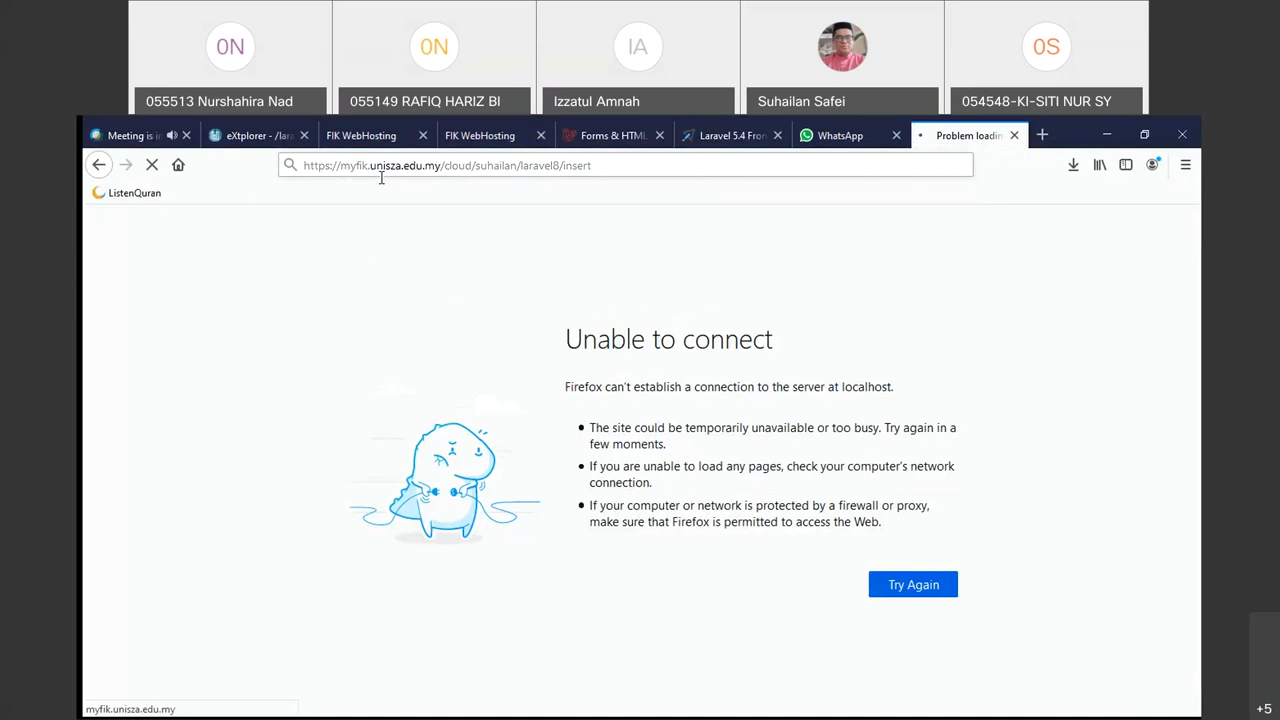 0N
0N
IA
0S
055513 Nurshahira Nad
055149 RAFIQ HARIZ BI
Izzatul Amnah
Suhailan Safei
054548-KI-SITI NUR SY
Meeting is in
eXtplorer - /lara
FIK WebHosting
FIK WebHosting
Forms & HTML
Laravel 5.4 Fron
WhatsApp
Problem loadin
https://myfik.unisza.edu.my/cloud/suhailan/laravel8/insert
ListenQuran
Unable to connect
Firefox can't establish a connection to the server at localhost.
The site could be temporarily unavailable or too busy. Try again in a
few moments.
If you are unable to load any pages, check your computer's network
connection.
If your computer or network is protected by a firewall or proxy,
make sure that Firefox is permitted to access the Web.
Try Again
myfik.unisza.edu.my
+5